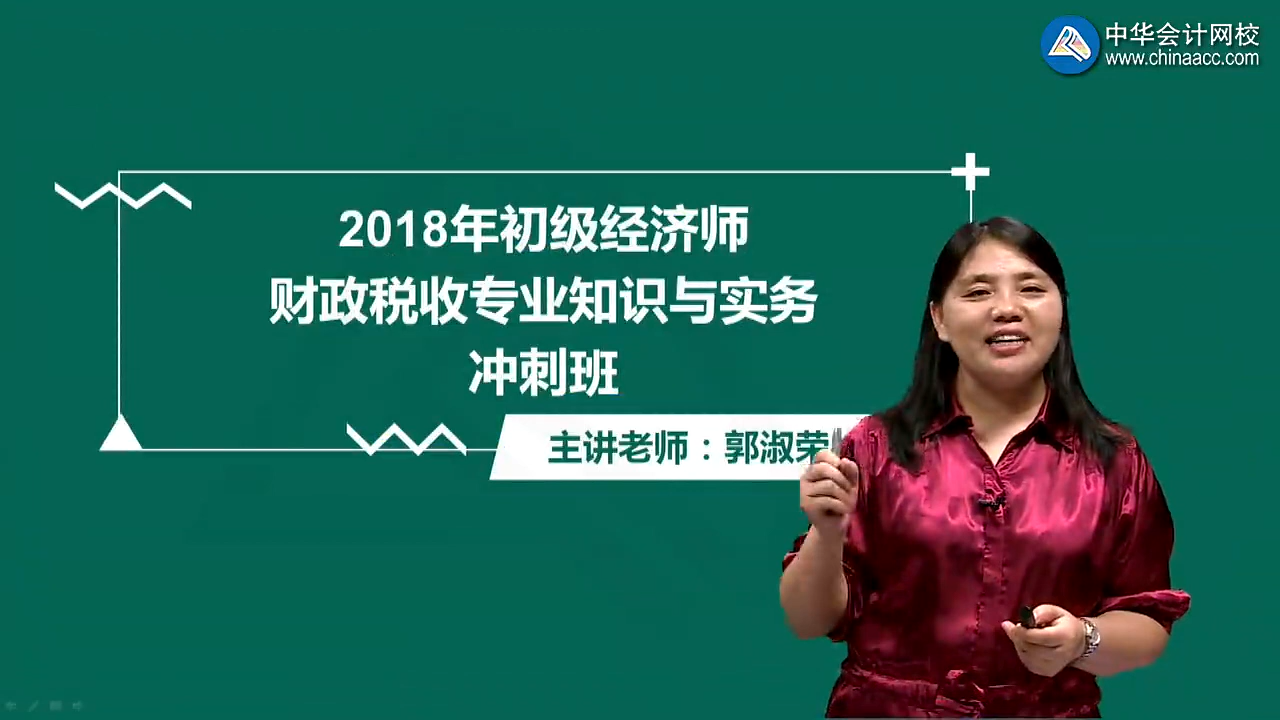 中华会计网校
www.chinaacc.com
2018年初级经济师
财政税收专业知识与实务
冲刺班
主讲老师：郭淑荣